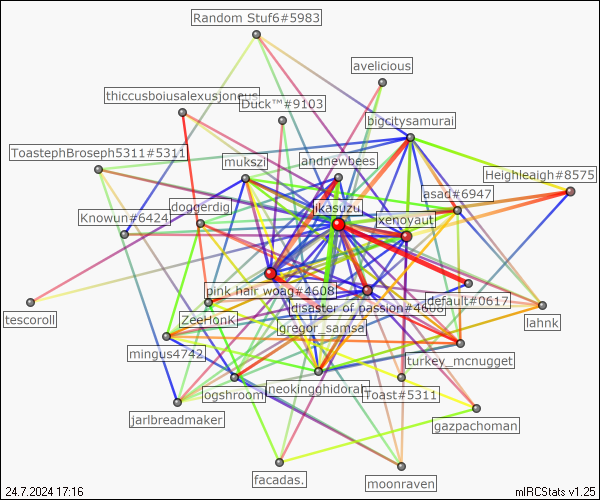 Random Stuf6#5983
avelicious
thiccusboiusalexusjoneus
Duck™#9103
bigcitysamurai
ToastephBroseph5311#5311
mukszi
andnewbees
Heighleaigh#8575
asad#6947
doggerdig
ikasuzu
Knowun#6424
xenoyaut
pink hair woag#4608
default#0617
disaster of passion#4608
tescoroll
ZeeHonk
gregor_samsa
lahnk
mingus4742
turkey_mcnugget
ogshroom
neokingghidorah
Toast#5311
jarlbreadmaker
gazpachoman
facadas.
moonraven
24.7.2024 17:16
mIRCStats v1.25